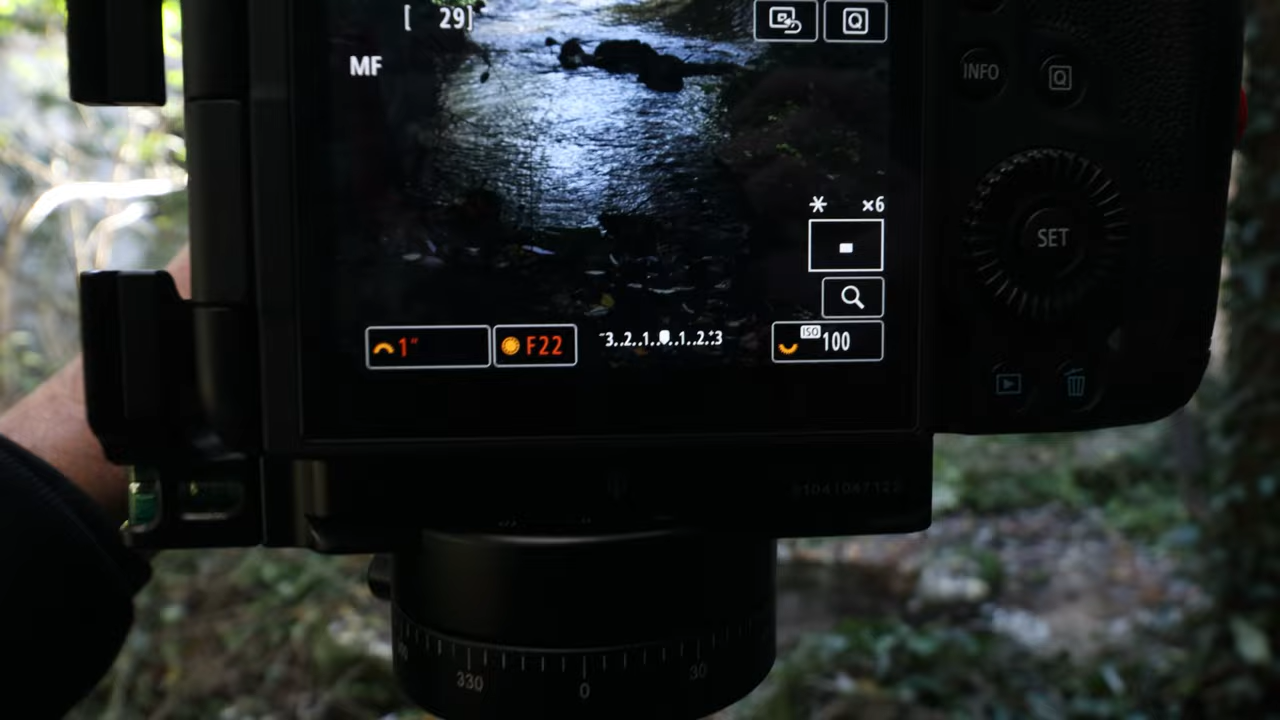 [ 29]
Q
MF
INFO
Q
* ×6
SET
1" F22 -3..2..1..0..1..2..+3 ISO 100
330 0 30